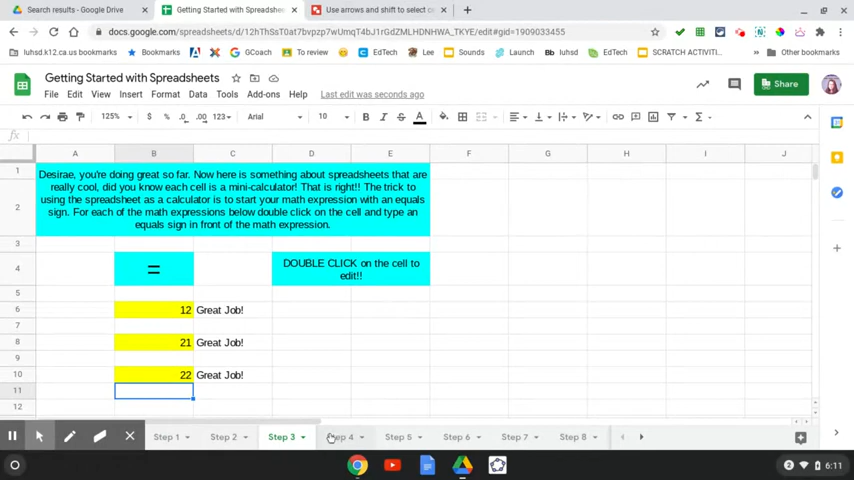 Search results - Google Drive
Getting Started with Spreadsheets
Use arrows and shift to select c
docs.google.com/spreadsheets/d/12hThSsT0at7bvpzp7wUmqT4bJ1rGdZMLHDNHWA_TKYE/edit#gid=1909033455
luhsd.k12.ca.us bookmarks
Bookmarks
GCoach
To review
EdTech
Lee
Sounds
Launch
luhsd
EdTech
SCRATCH ACTIVITI...
Getting Started with Spreadsheets
Share
File Edit View Insert Format Data Tools Add-ons Help Last edit was seconds ago
125% $ % .0 .00 123 Arial 10 B I S A
fx
A B C D E F G H I J
1
Desirae, you're doing great so far. Now here is something about spreadsheets that are
really cool, did you know each cell is a mini-calculator! That is right!! The trick to
2
using the spreadsheet as a calculator is to start your math expression with an equals
sign. For each of the math expressions below double click on the cell and type an
equals sign in front of the math expression.
3
4 = DOUBLE CLICK on the cell to
edit!!
5
6 12 Great Job!
7
8 21 Great Job!
9
10 22 Great Job!
11
12
Step 1 Step 2 Step 3 Step 4 Step 5 Step 6 Step 7 Step 8
2 6:11